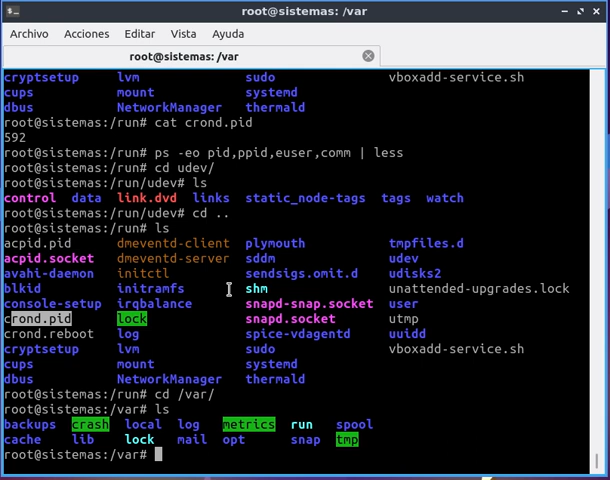 root@sistemas: /var
Archivo Acciones Editar Vista Ayuda
root@sistemas: /var
cryptsetup lvm sudo vboxadd-service.sh
cups mount systemd
dbus NetworkManager thermald
root@sistemas:/run# cat crond.pid
592
root@sistemas:/run# ps -eo pid,ppid,euser,comm | less
root@sistemas:/run# cd udev/
root@sistemas:/run/udev# ls
control data link.dvd links static_node-tags tags watch
root@sistemas:/run/udev# cd ..
root@sistemas:/run# ls
acpid.pid dmeventd-client plymouth tmpfiles.d
acpid.socket dmeventd-server sddm udev
avahi-daemon initctl sendsigs.omit.d udisks2
blkid initramfs shm unattended-upgrades.lock
console-setup irqbalance snapd-snap.socket user
crond.pid lock snapd.socket utmp
crond.reboot log spice-vdagentd uuidd
cryptsetup lvm sudo vboxadd-service.sh
cups mount systemd
dbus NetworkManager thermald
root@sistemas:/run# cd /var/
root@sistemas:/var# ls
backups crash local log metrics run spool
cache lib lock mail opt snap tmp
root@sistemas:/var#